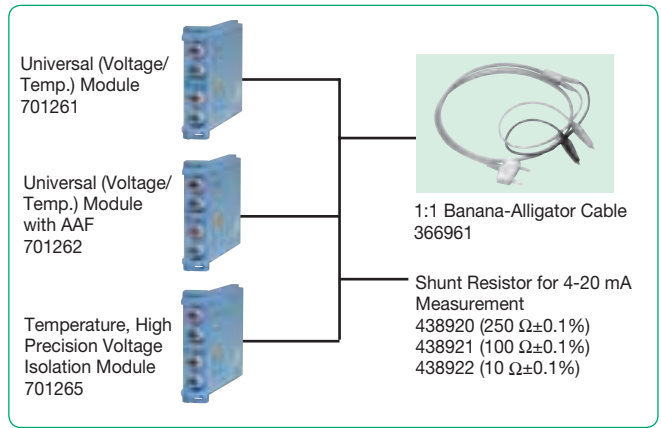 Universal (Voltage/
Temp.) Module
701261
Universal (Voltage/
Temp.) Module
with AAF
701262
Temperature, High
Precision Voltage
Isolation Module
701265
1:1 Banana-Alligator Cable
366961
Shunt Resistor for 4-20 mA
Measurement
438920 (250 Ω±0.1%)
438921 (100 Ω±0.1%)
438922 (10 Ω±0.1%)